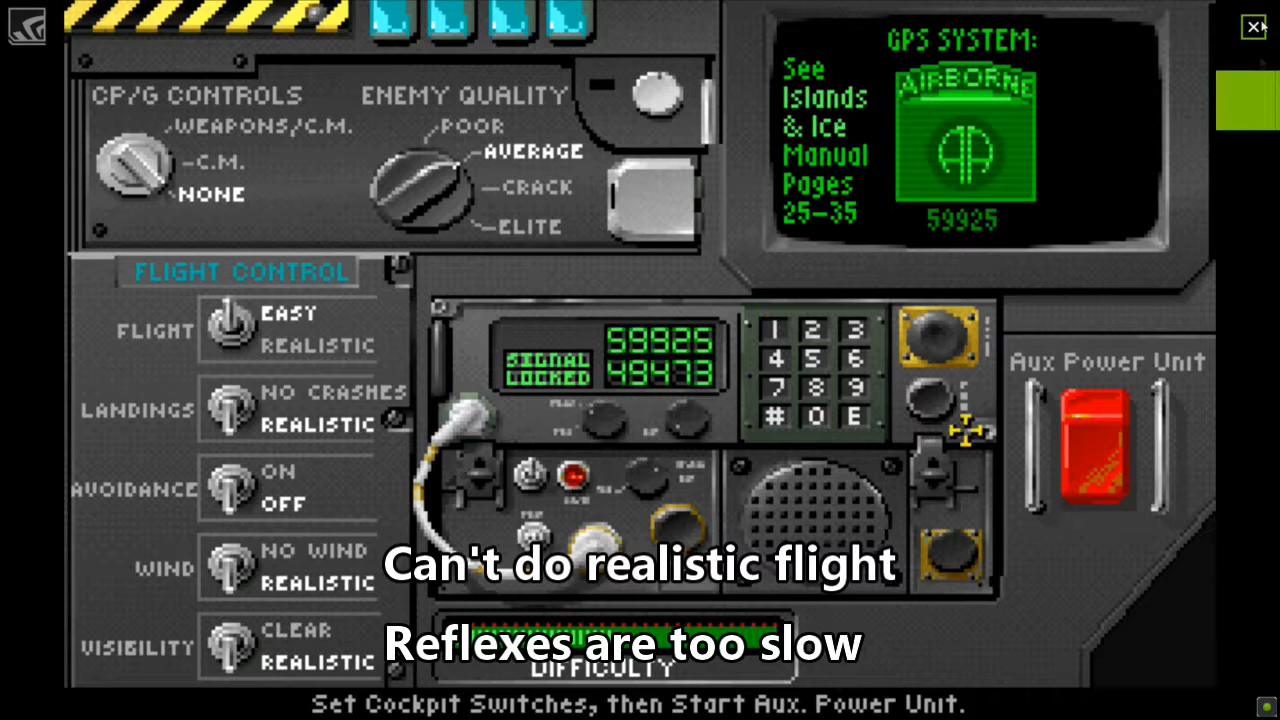 CP/G CONTROLS
WEAPONS/C.M.
C.M.
NONE
ENEMY QUALITY
POOR
AVERAGE
CRACK
ELITE
GPS SYSTEM:
See
Islands
& Ice
Manual
Pages
25-35
AIRBORNE
AA
59925
FLIGHT CONTROL
FLIGHT
EASY
REALISTIC
LANDINGS
NO CRASHES
REALISTIC
AVOIDANCE
ON
OFF
WIND
NO WIND
REALISTIC
VISIBILITY
CLEAR
REALISTIC
SIGNAL
LOCKED
59925
49473
1 2 3
4 5 6
7 8 9
# 0 E
Aux Power Unit
Can't do realistic flight
Reflexes are too slow
DIFFICULTY
Set Cockpit Switches, then Start Aux. Power Unit.